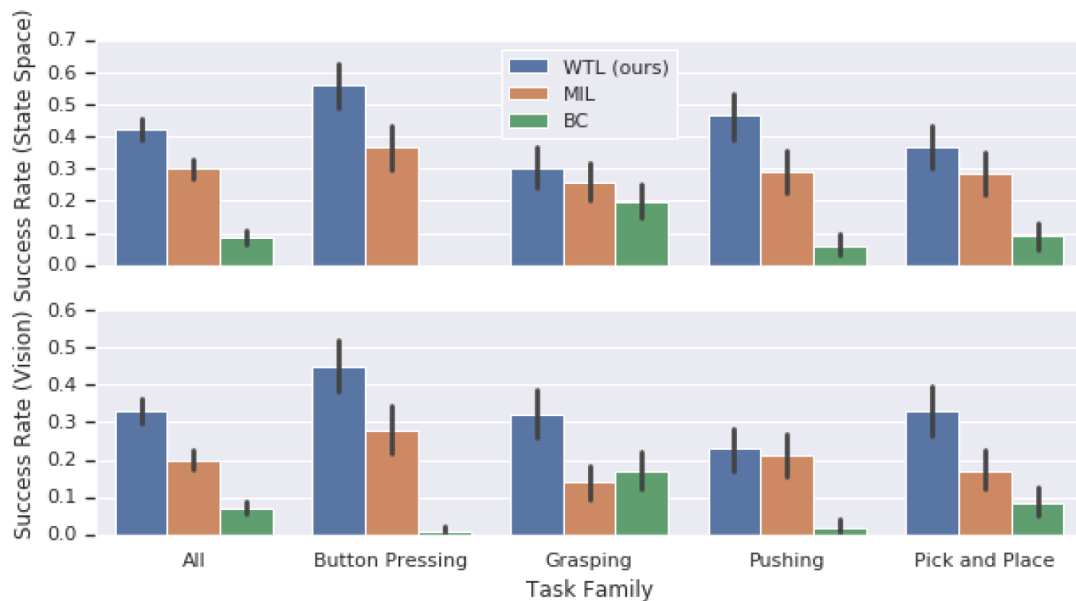 Success Rate (State Space)
0.7
0.6
0.5
0.4
0.3
0.2
0.1
0.0
WTL (ours)
MIL
BC
Success Rate (Vision)
0.6
0.5
0.4
0.3
0.2
0.1
0.0
All Button Pressing Grasping Pushing Pick and Place
Task Family